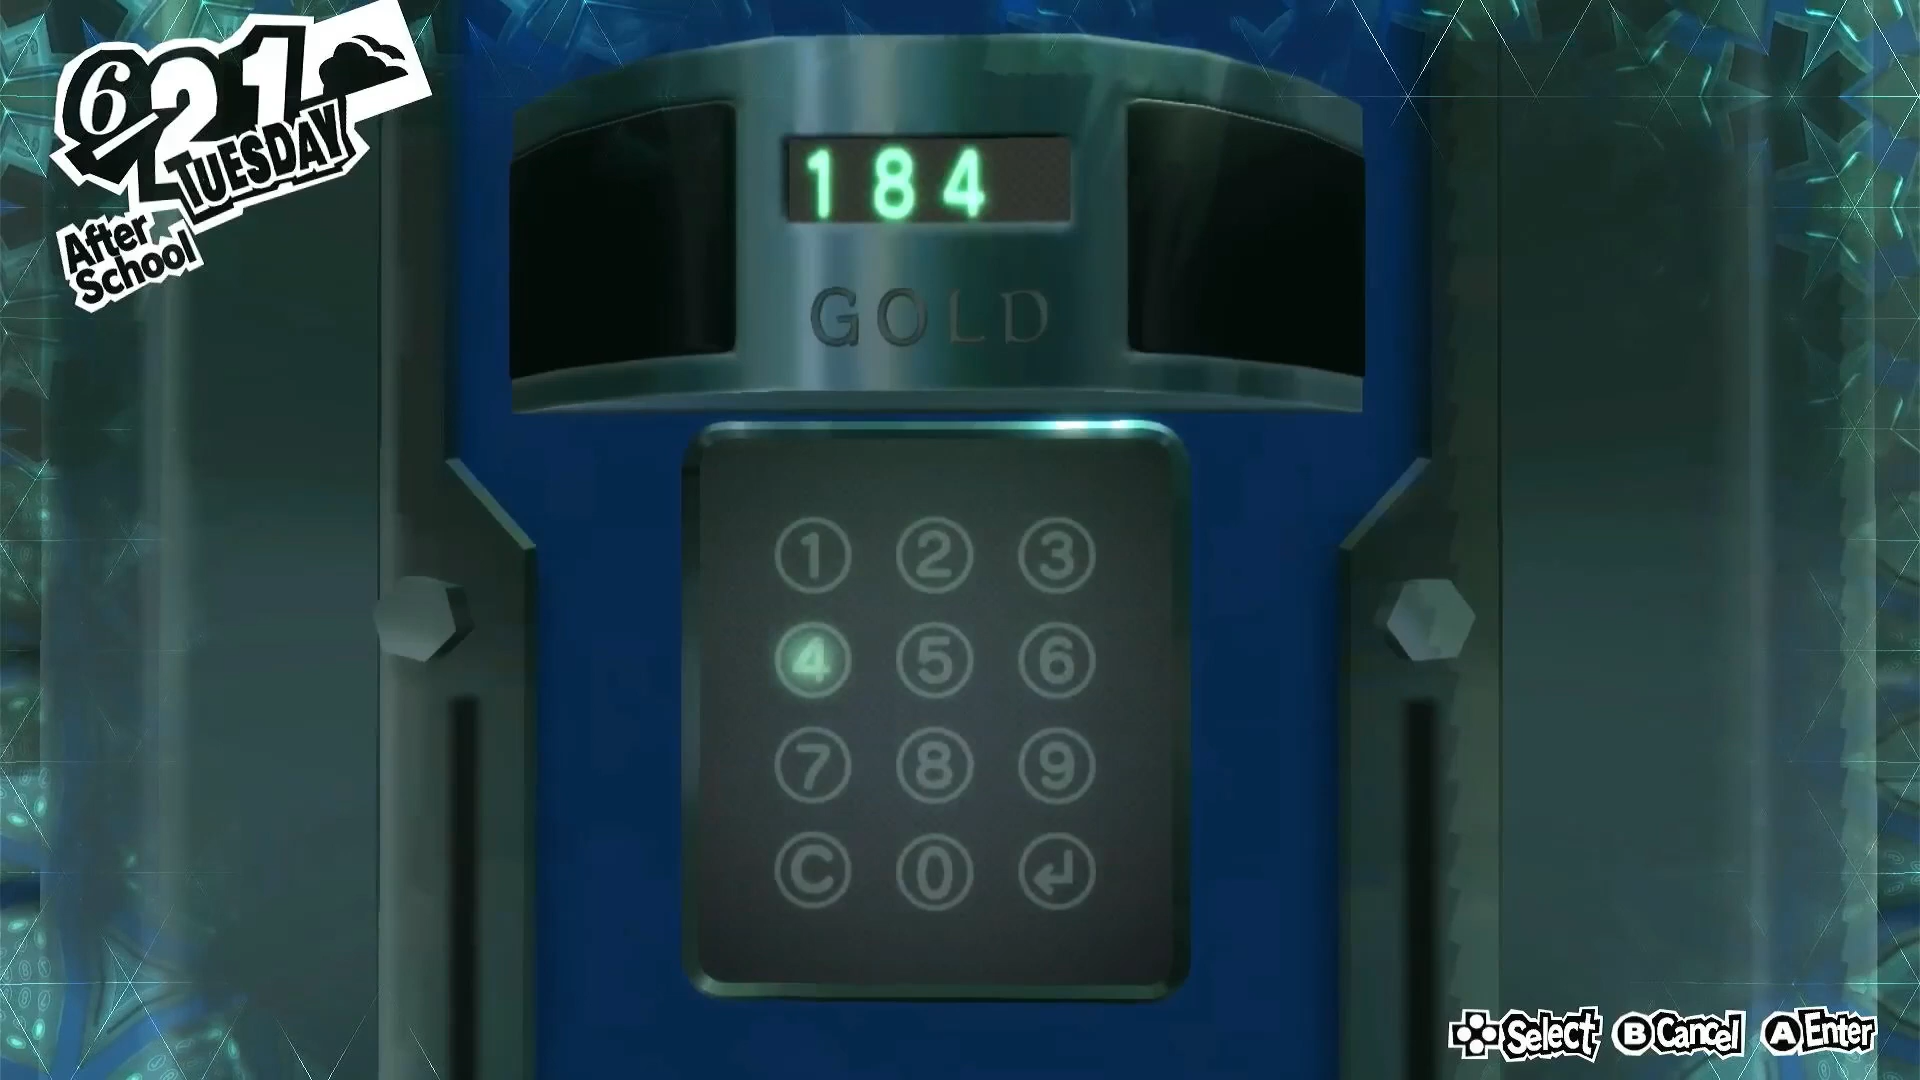 6/21
TUESDAY
After
School
184
GOLD
1 2 3
4 5 6
7 8 9
C 0 ↵
Select B Cancel A Enter